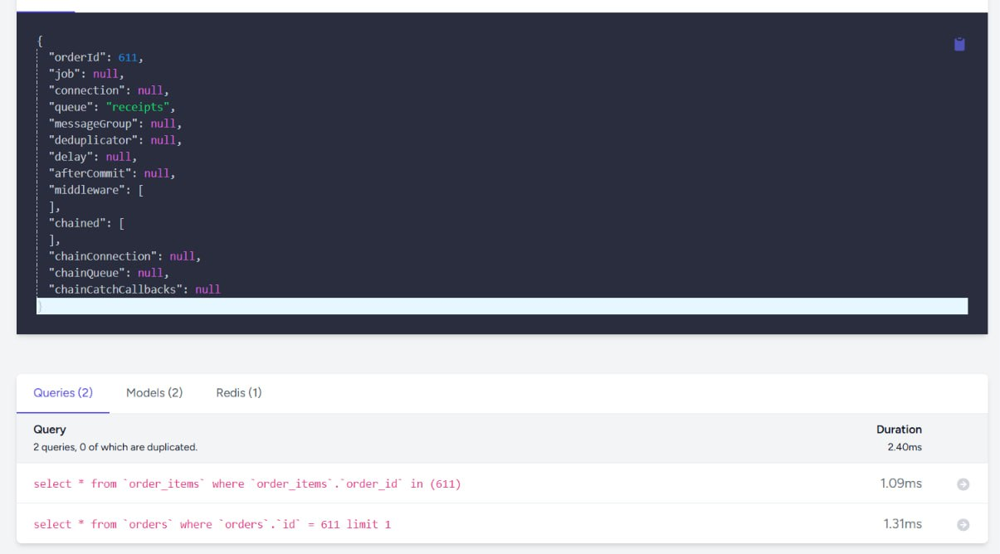 {
"orderId": 611,
"job": null,
"connection": null,
"queue": "receipts",
"messageGroup": null,
"deduplicator": null,
"delay": null,
"afterCommit": null,
"middleware": [
],
"chained": [
],
"chainConnection": null,
"chainQueue": null,
"chainCatchCallbacks": null
}
Queries (2) Models (2) Redis (1)
Query Duration
2 queries, 0 of which are duplicated. 2.40ms
select * from `order_items` where `order_items`.`order_id` in (611) 1.09ms
select * from `orders` where `orders`.`id` = 611 limit 1 1.31ms